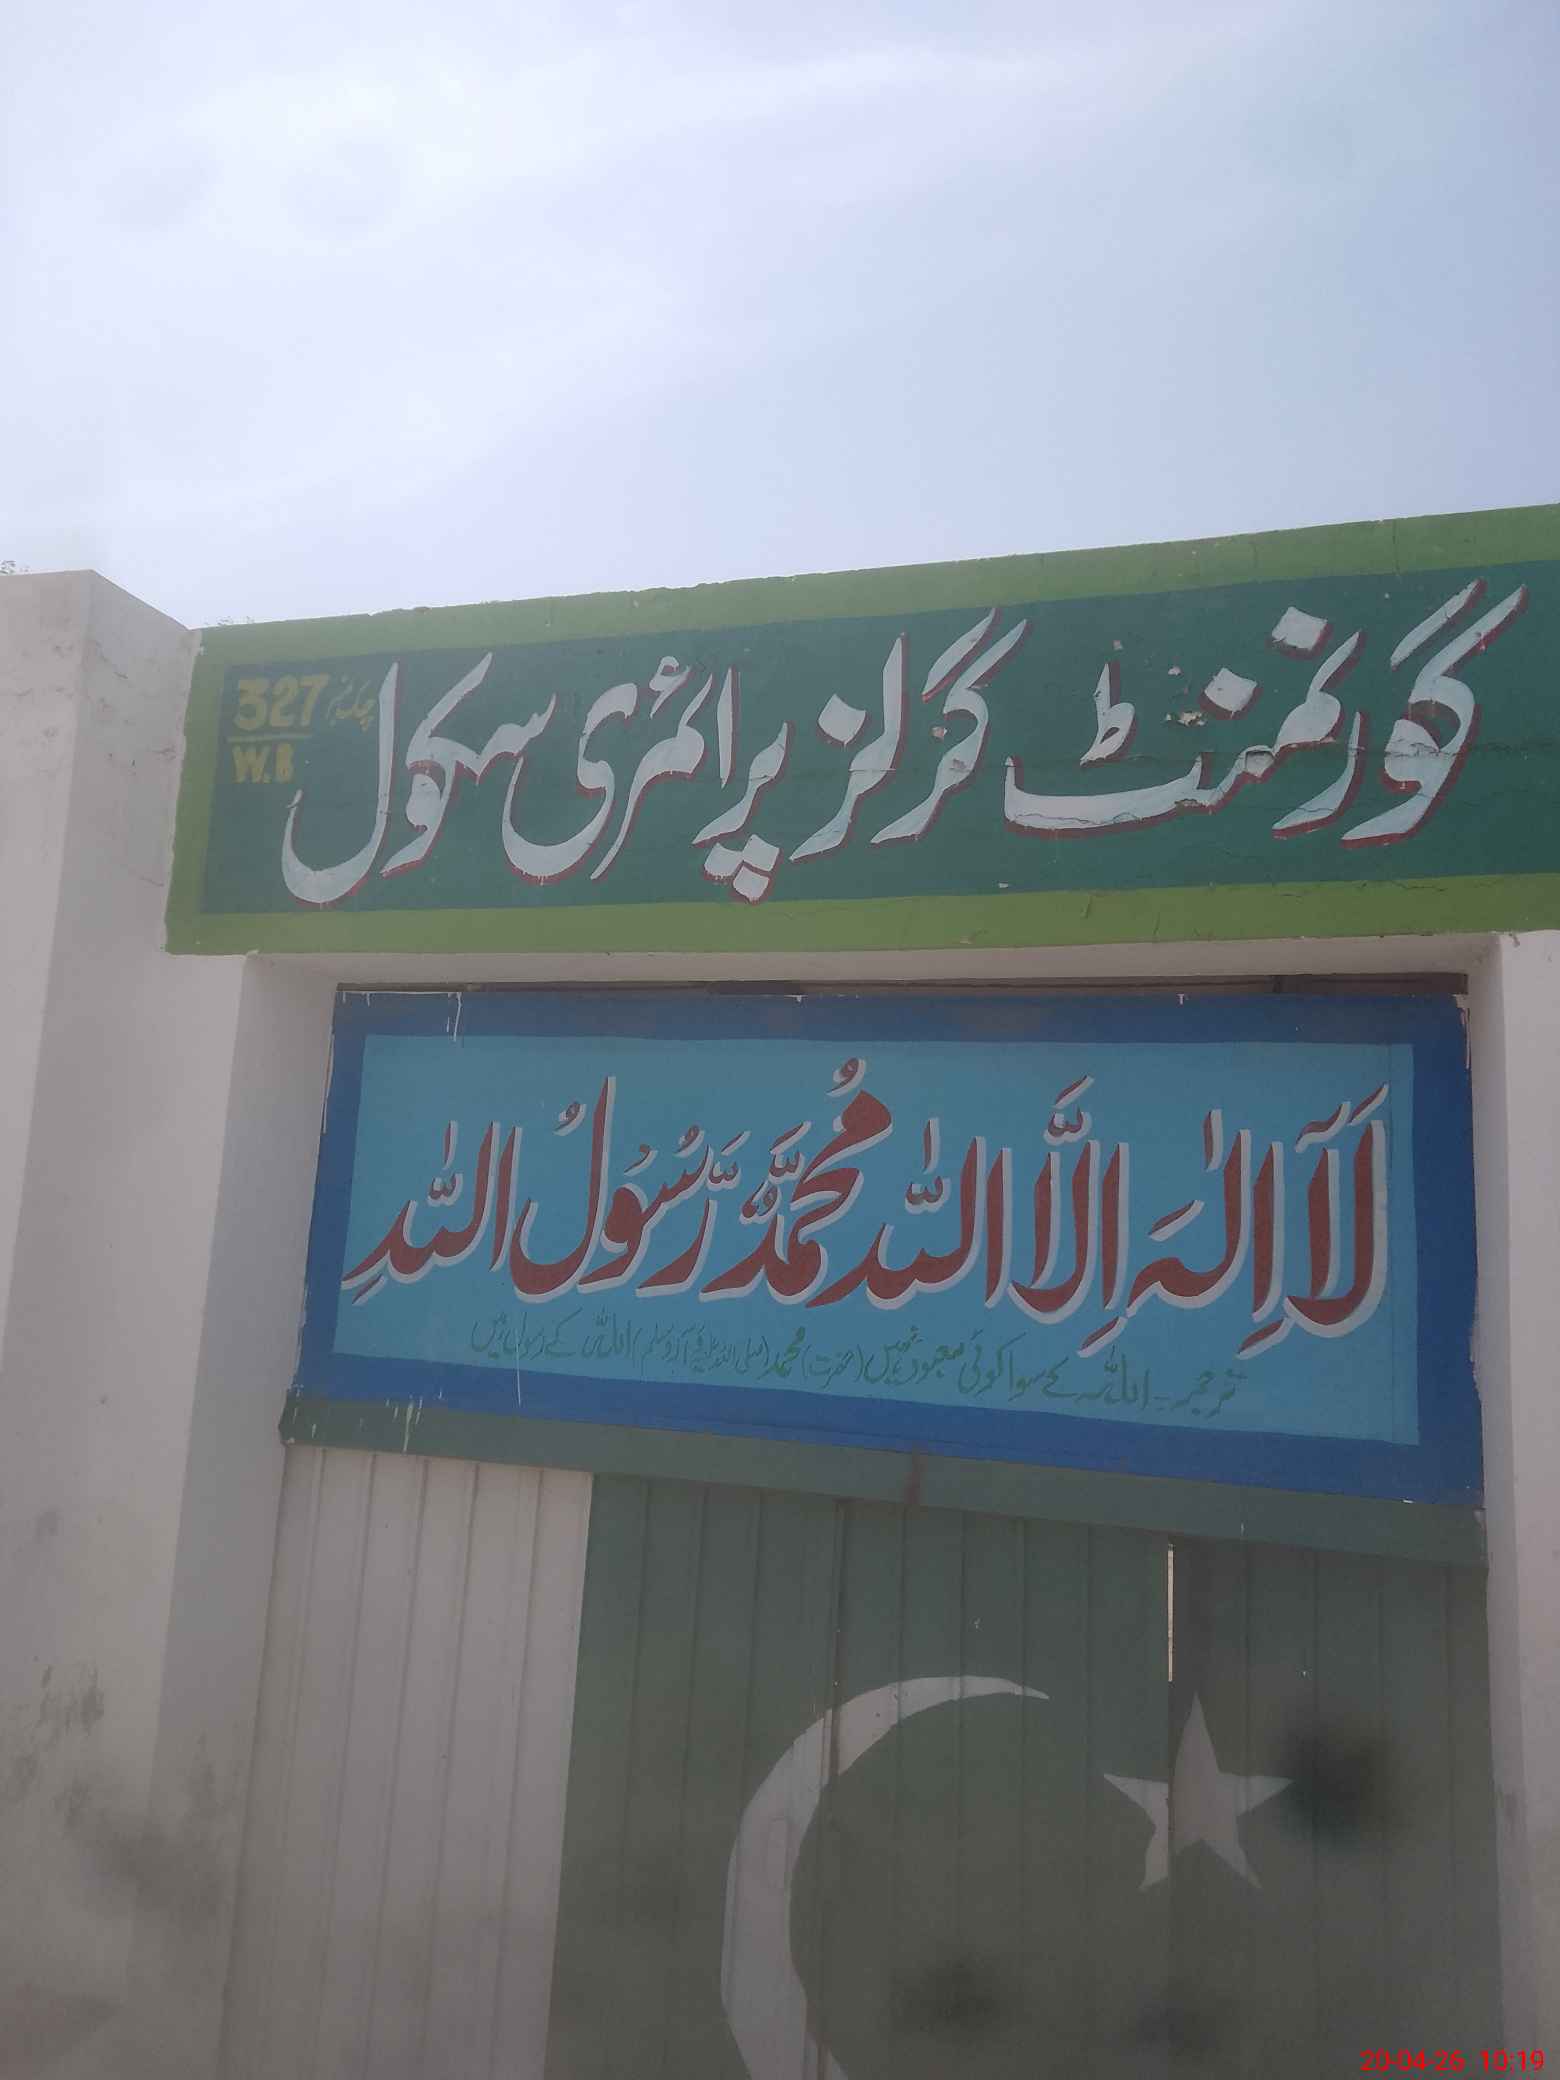 گورنمنٹ گرلز پرائمری سکول
چک نمبر 327
W.B
لَآ اِلٰہَ اِلَّا اللّٰہُ مُحَمَّدٌ رَّسُوْلُ اللّٰہِ
ترجمہ۔ اللہ کے سوا کوئی معبود نہیں (حضرت) محمد (صلی اللہ علیہ وآلہ وسلم) اللہ کے رسول ہیں
20-04-26 10:19